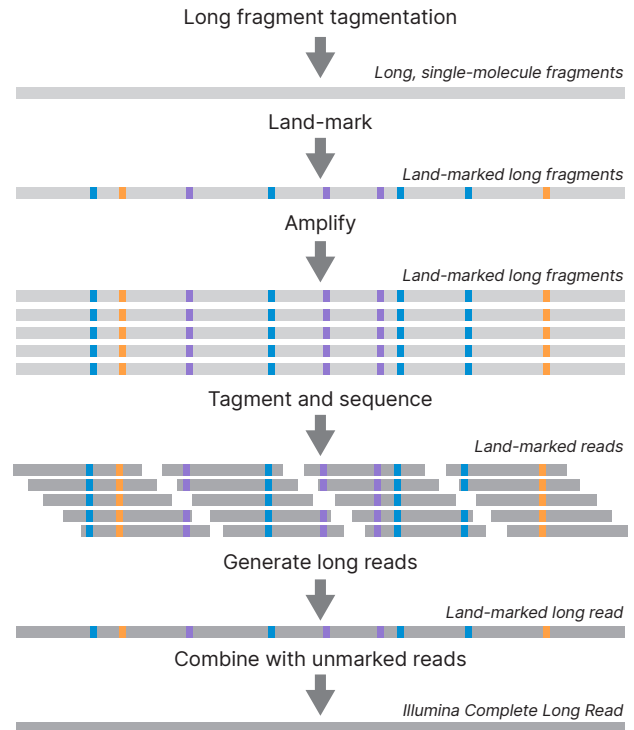 Long fragment tagmentation
Long, single-molecule fragments
Land-mark
Land-marked long fragments
Amplify
Land-marked long fragments
Tagment and sequence
Land-marked reads
Generate long reads
Land-marked long read
Combine with unmarked reads
Illumina Complete Long Read